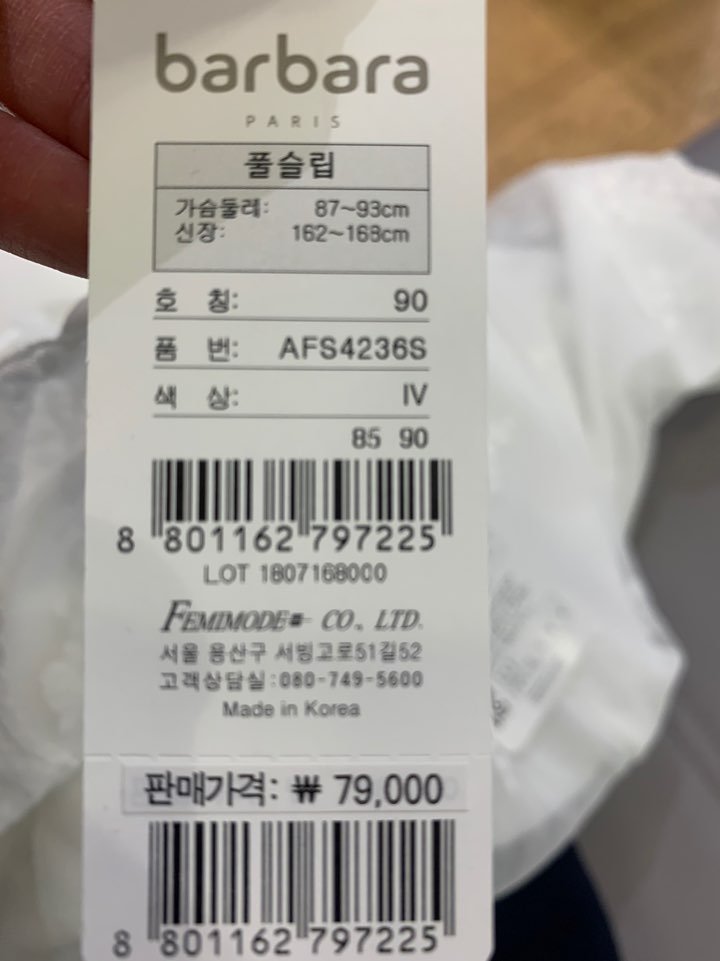 barbara
PARIS
풀슬립
가슴둘레: 87~93cm
신장: 162~168cm
호 칭: 90
품 번: AFS4236S
색 상: IV
85 90
8 801162 797225
LOT 1807168000
FEMIMODE CO., LTD.
서울 용산구 서빙고로51길52
고객상담실:080-749-5600
Made in Korea
판매가격: ₩ 79,000
8 801162 797225